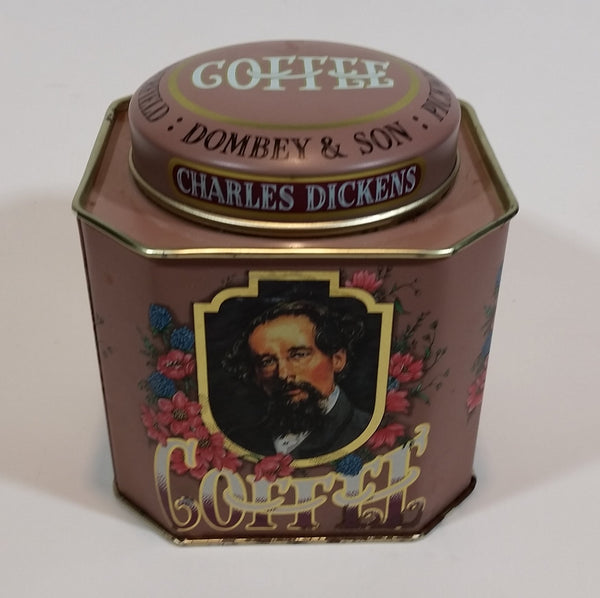 COFFEE
: DOMBEY & SON :
CHARLES DICKENS
COFFEE